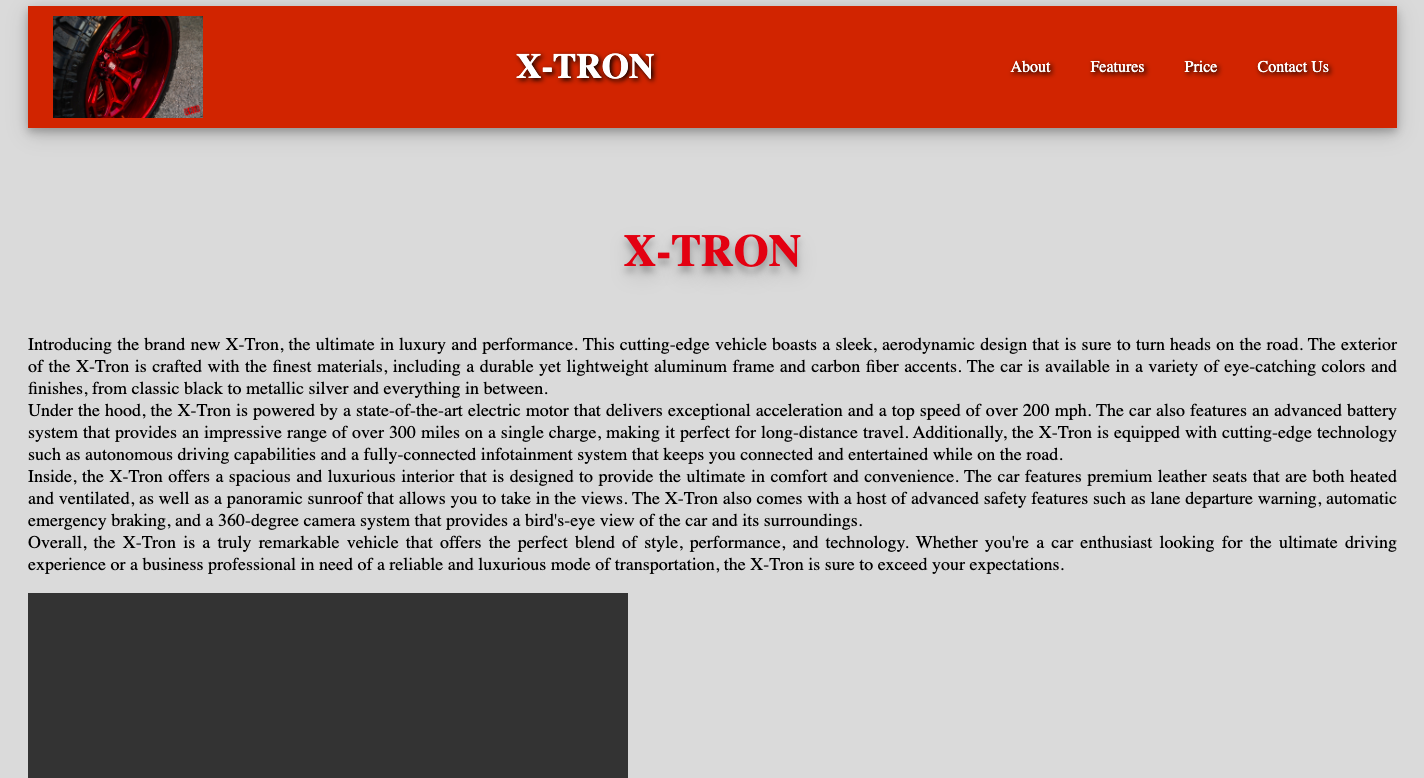 X-TRON
About Features Price Contact Us
X-TRON
Introducing the brand new X-Tron, the ultimate in luxury and performance. This cutting-edge vehicle boasts a sleek, aerodynamic design that is sure to turn heads on the road. The exterior
of the X-Tron is crafted with the finest materials, including a durable yet lightweight aluminum frame and carbon fiber accents. The car is available in a variety of eye-catching colors and
finishes, from classic black to metallic silver and everything in between.
Under the hood, the X-Tron is powered by a state-of-the-art electric motor that delivers exceptional acceleration and a top speed of over 200 mph. The car also features an advanced battery
system that provides an impressive range of over 300 miles on a single charge, making it perfect for long-distance travel. Additionally, the X-Tron is equipped with cutting-edge technology
such as autonomous driving capabilities and a fully-connected infotainment system that keeps you connected and entertained while on the road.
Inside, the X-Tron offers a spacious and luxurious interior that is designed to provide the ultimate in comfort and convenience. The car features premium leather seats that are both heated
and ventilated, as well as a panoramic sunroof that allows you to take in the views. The X-Tron also comes with a host of advanced safety features such as lane departure warning, automatic
emergency braking, and a 360-degree camera system that provides a bird's-eye view of the car and its surroundings.
Overall, the X-Tron is a truly remarkable vehicle that offers the perfect blend of style, performance, and technology. Whether you're a car enthusiast looking for the ultimate driving
experience or a business professional in need of a reliable and luxurious mode of transportation, the X-Tron is sure to exceed your expectations.